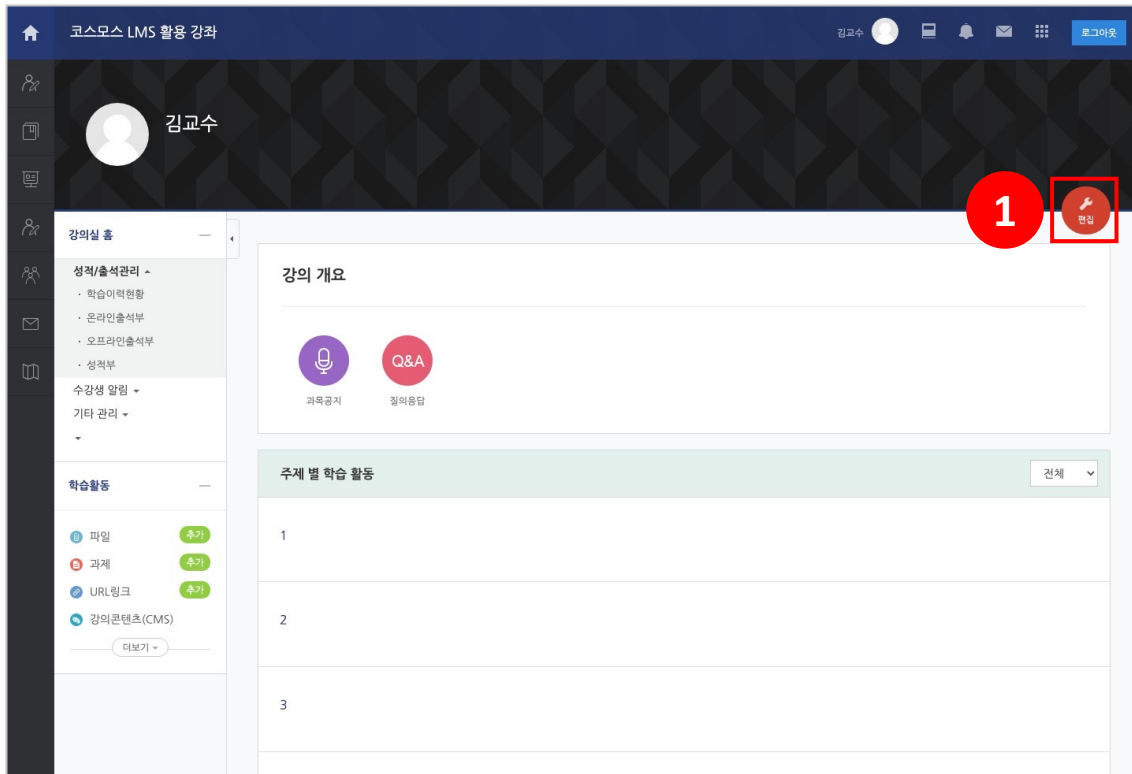 코스모스 LMS 활용 강좌
김교수
로그아웃
김교수
1
편집
강의실 홈
성적/출석관리
· 학습이력현황
· 온라인출석부
· 오프라인출석부
· 성적부
수강생 알림
기타 관리
학습활동
파일 추가
과제 추가
URL링크 추가
강의콘텐츠(CMS)
더보기
강의 개요
Q&A
과목공지 질의응답
주제 별 학습 활동 전체
1
2
3